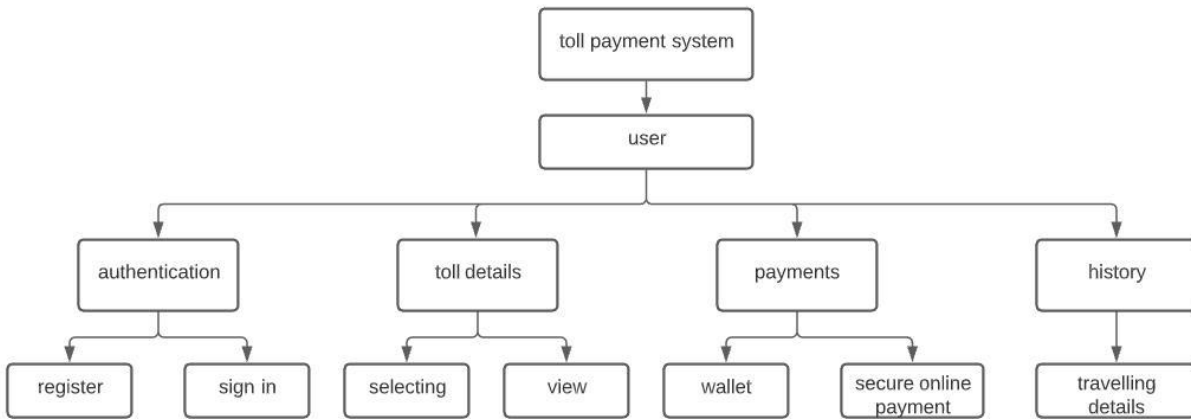 toll payment system
user
authentication
toll details
payments
history
register
sign in
selecting
view
wallet
secure online
payment
travelling
details